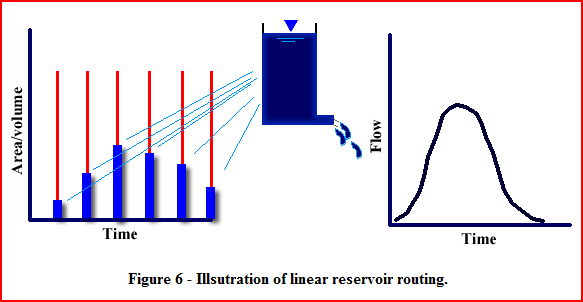 Area/volume
Time
Flow
Time
Figure 6 - Illsutration of linear reservoir routing.